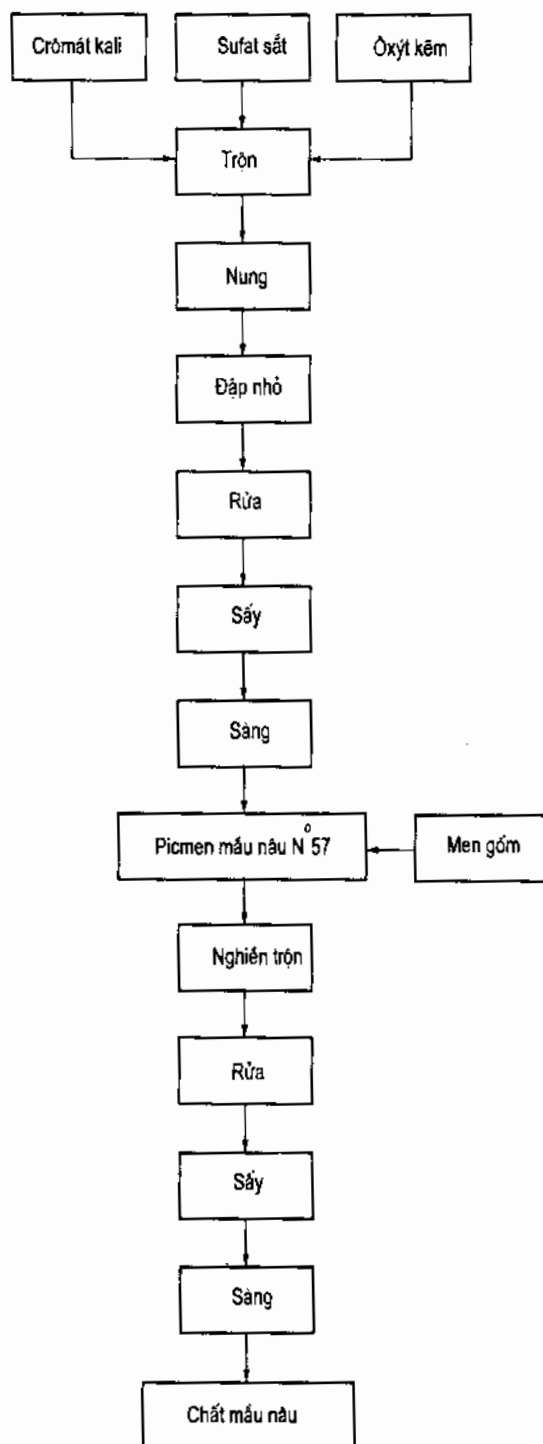 Crômát kali
Sufat sắt
Ôxýt kẽm
Trộn
Nung
Đập nhỏ
Rửa
Sấy
Sàng
Picmen mầu nâu N°57
Men gốm
Nghiền trộn
Rửa
Sấy
Sàng
Chất mầu nâu